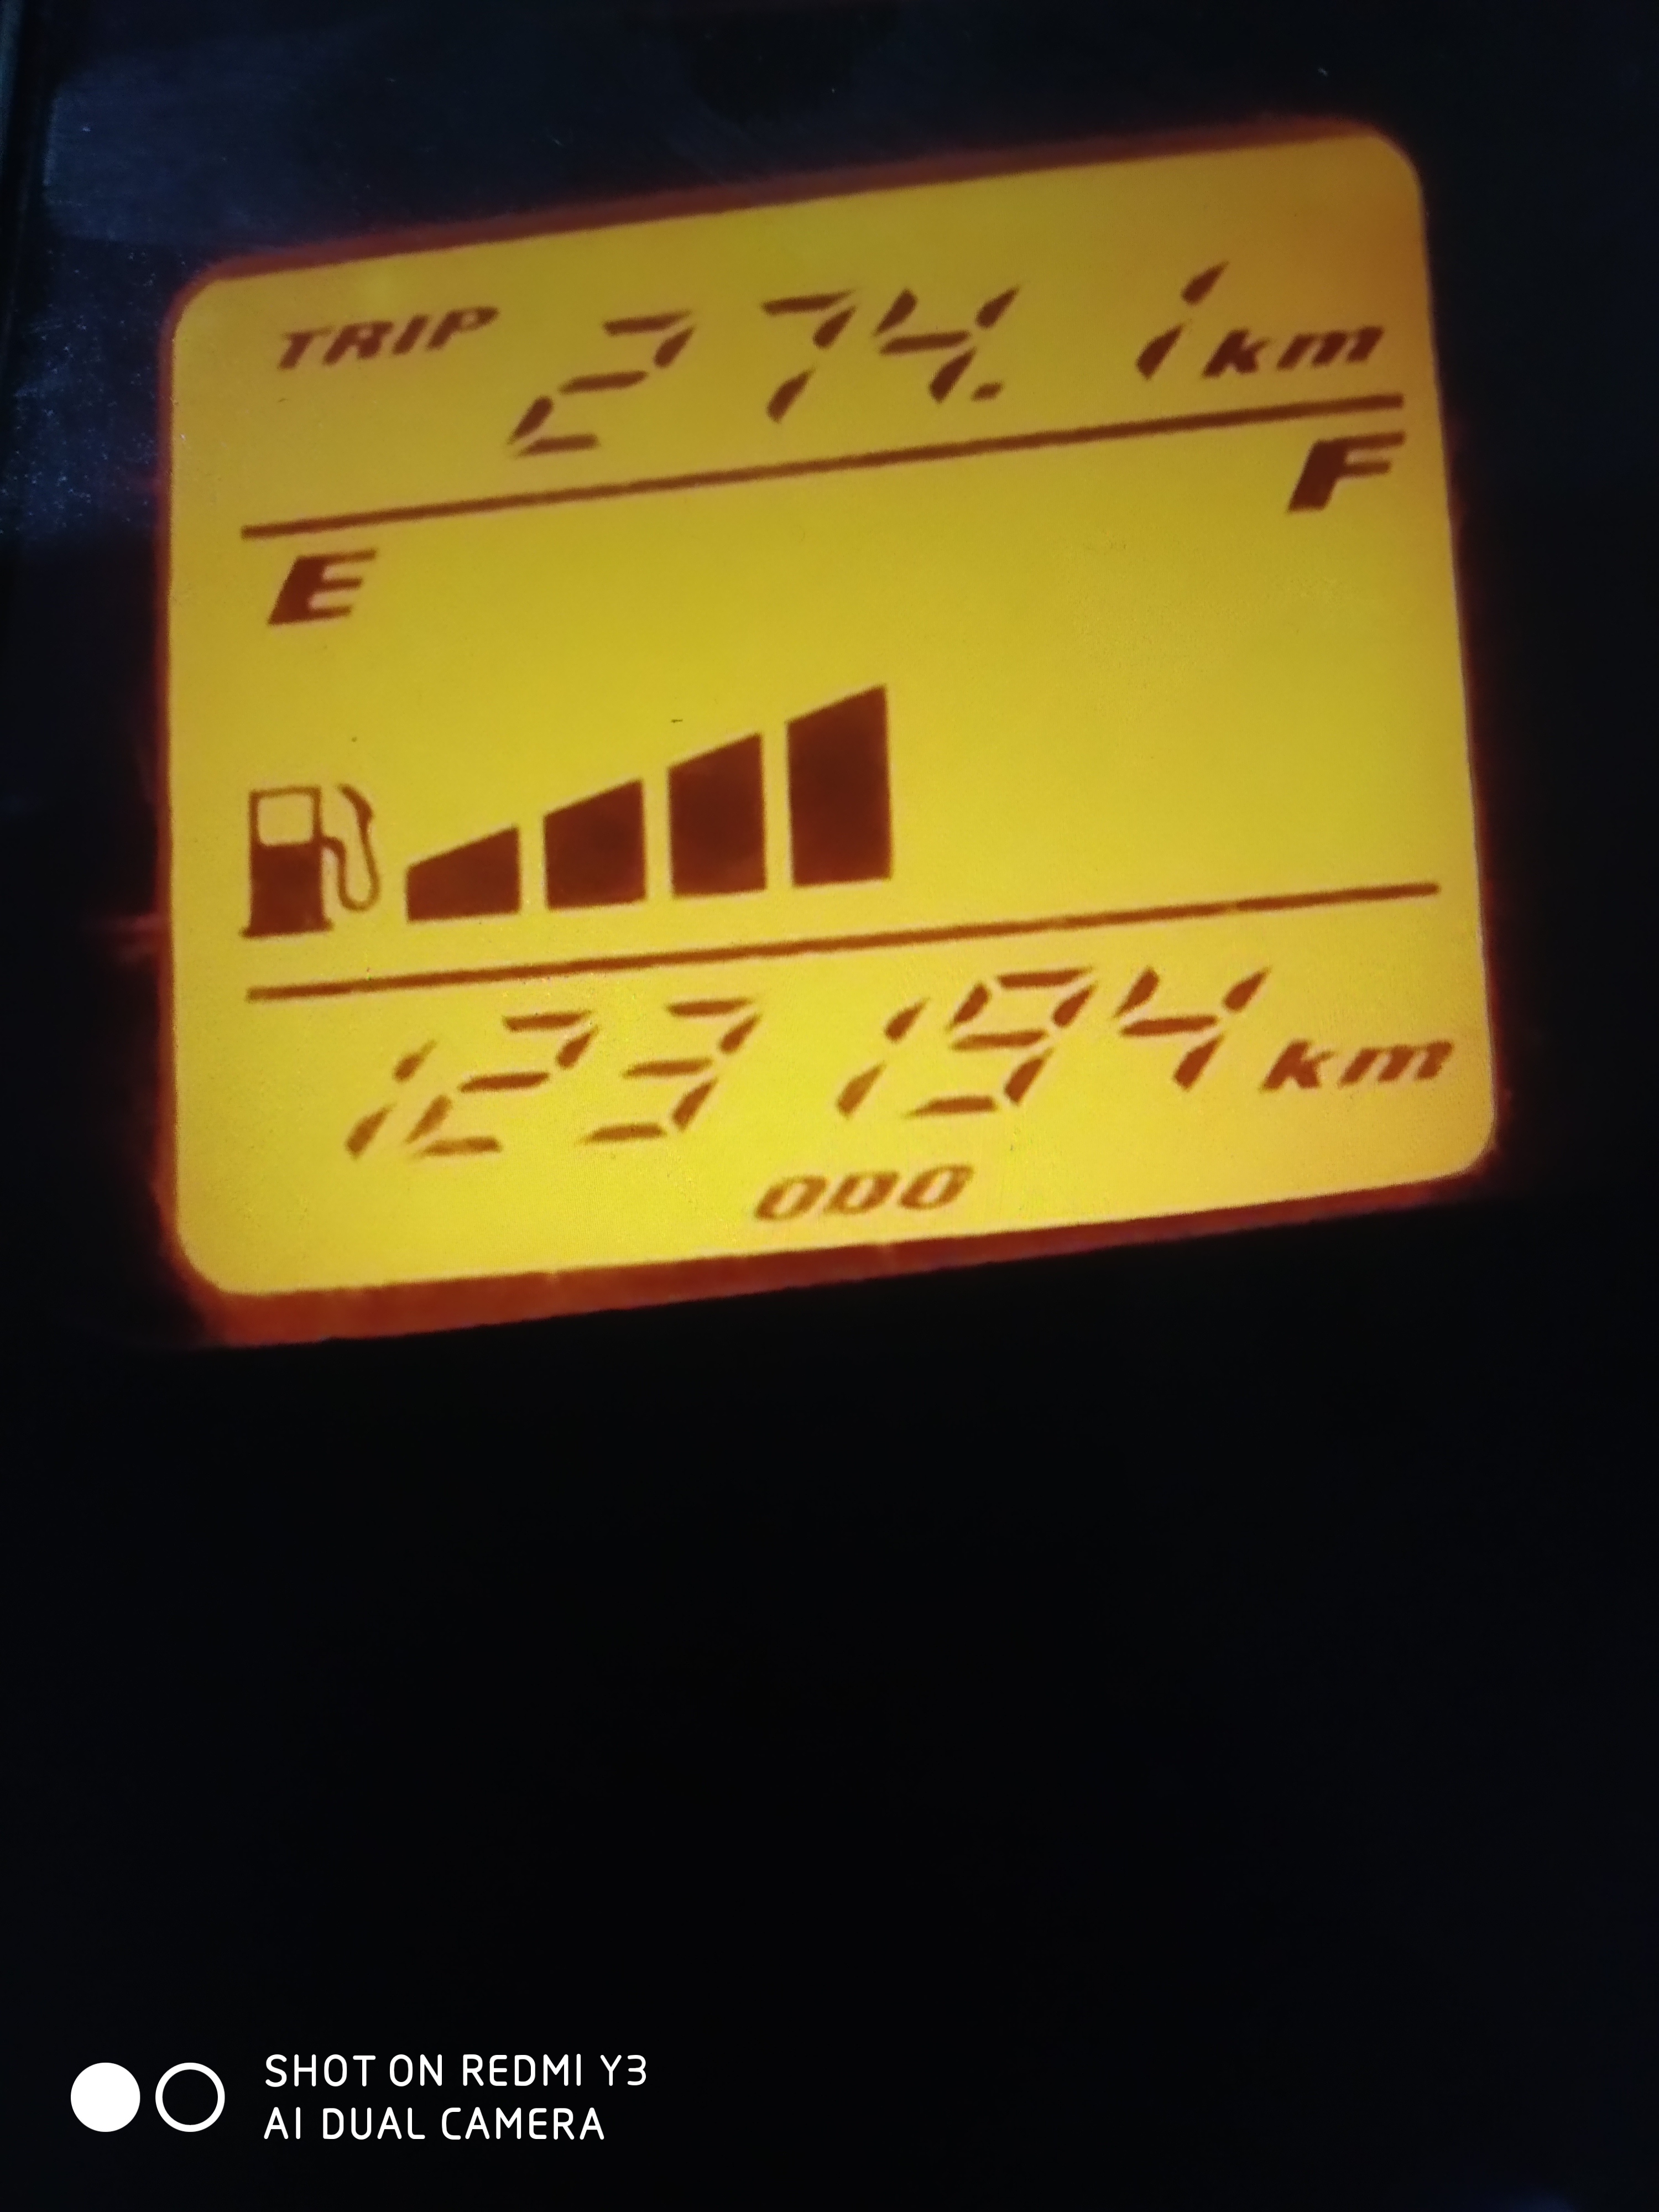 TRIP 274.1 km
E F
123194 km
ODO
SHOT ON REDMI Y3
AI DUAL CAMERA